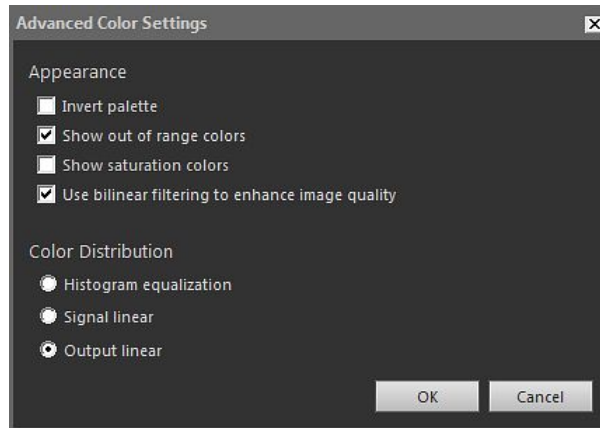 Advanced Color Settings
Appearance
Invert palette
Show out of range colors
Show saturation colors
Use bilinear filtering to enhance image quality
Color Distribution
Histogram equalization
Signal linear
Output linear
OK Cancel